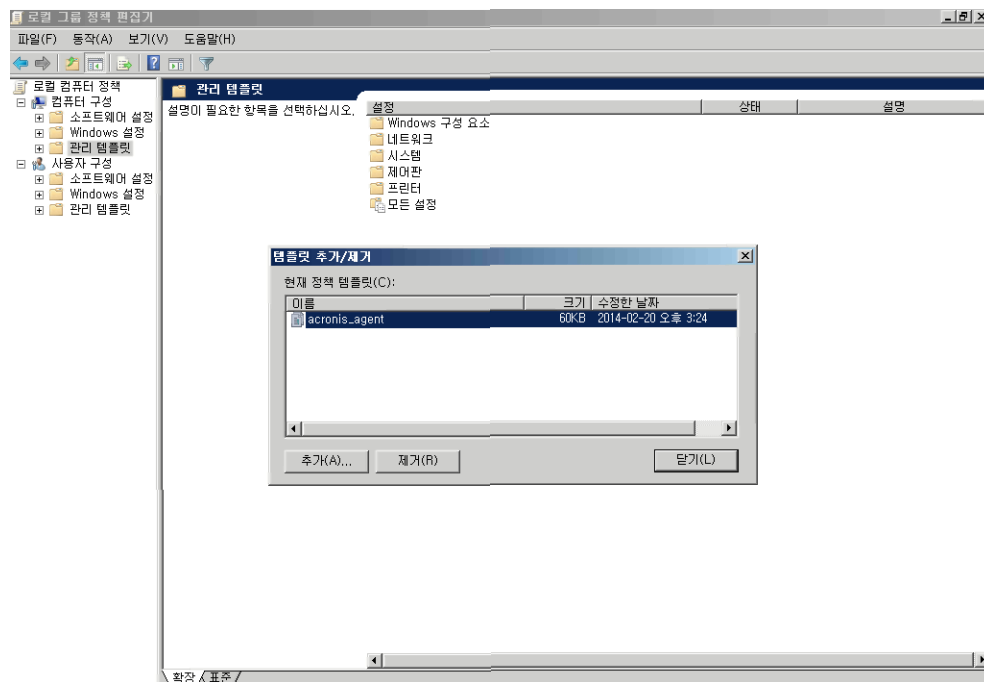 로컬 그룹 정책 편집기
파일(F) 동작(A) 보기(V) 도움말(H)
로컬 컴퓨터 정책
컴퓨터 구성
소프트웨어 설정
Windows 설정
관리 템플릿
사용자 구성
소프트웨어 설정
Windows 설정
관리 템플릿
관리 템플릿
설명이 필요한 항목을 선택하십시오.
설정 상태 설명
Windows 구성 요소
네트워크
시스템
제어판
프린터
모든 설정
템플릿 추가/제거
현재 정책 템플릿(C):
이름 크기 수정한 날짜
acronis_agent 60KB 2014-02-20 오후 3:24
추가(A)... 제거(R) 닫기(L)
확장 표준